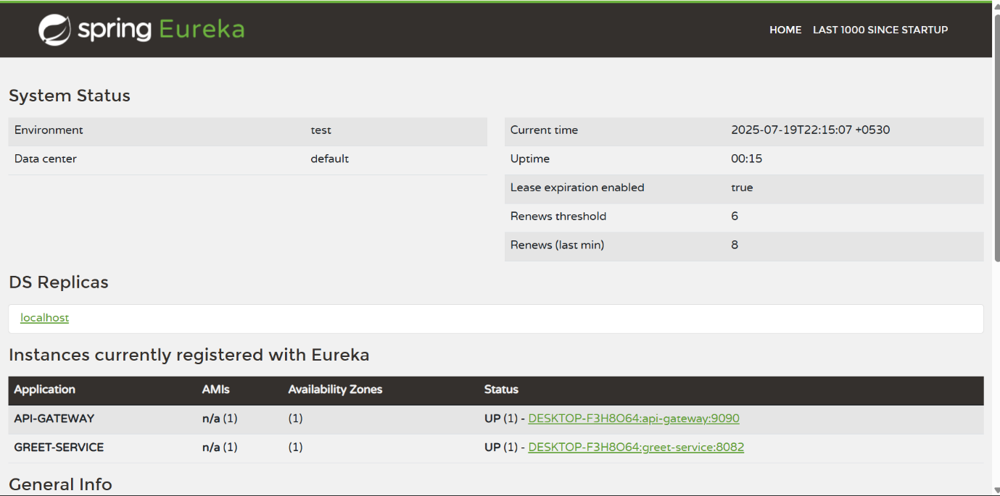 spring Eureka
HOME LAST 1000 SINCE STARTUP
System Status
Environment test
Data center default
Current time 2025-07-19T22:15:07 +0530
Uptime 00:15
Lease expiration enabled true
Renews threshold 6
Renews (last min) 8
DS Replicas
localhost
Instances currently registered with Eureka
Application AMIs Availability Zones Status
API-GATEWAY n/a (1) (1) UP (1) - DESKTOP-F3H8O64:api-gateway:9090
GREET-SERVICE n/a (1) (1) UP (1) - DESKTOP-F3H8O64:greet-service:8082
General Info